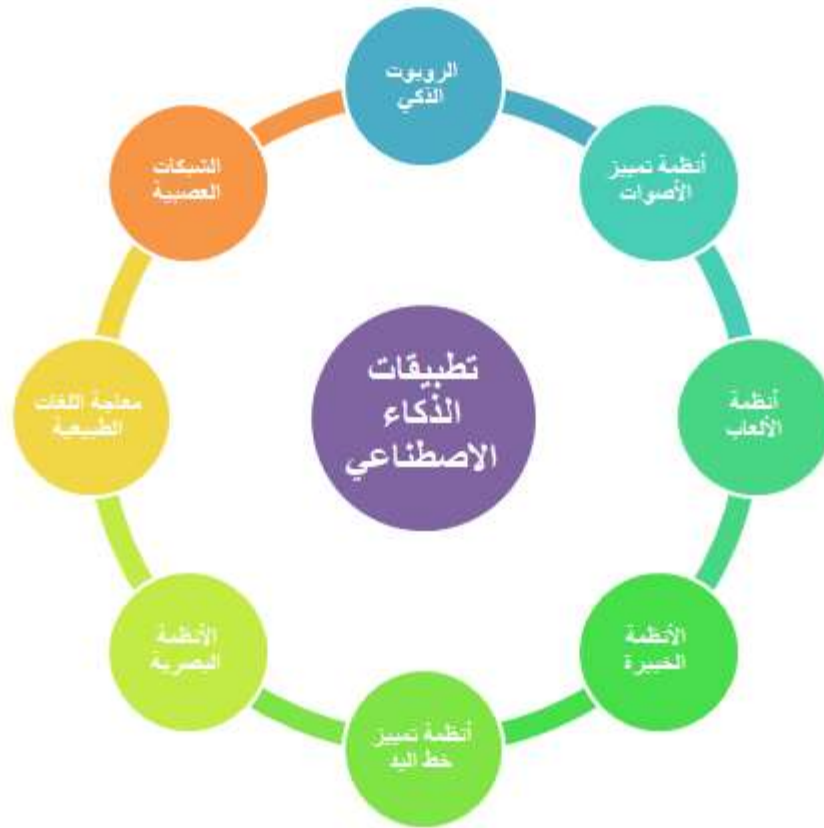 تطبيقات
الذكاء
الاصطناعي
الروبوت
الذكي
أنظمة تمييز
الأصوات
أنظمة
الألعاب
الأنظمة
الخبيرة
أنظمة تمييز
خط اليد
الأنظمة
البصرية
معالجة اللغات
الطبيعية
الشبكات
العصبية